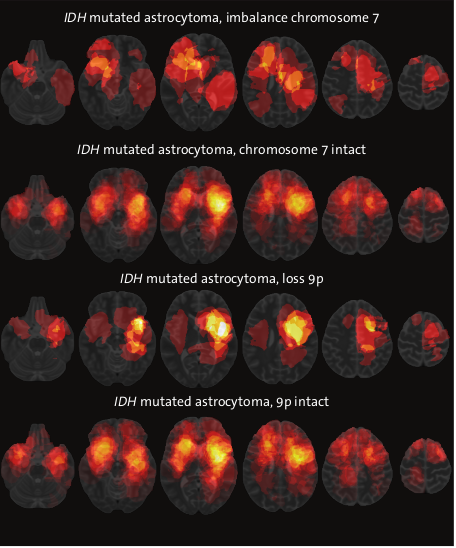 IDH mutated astrocytoma, imbalance chromosome 7
IDH mutated astrocytoma, chromosome 7 intact
IDH mutated astrocytoma, loss 9p
IDH mutated astrocytoma, 9p intact